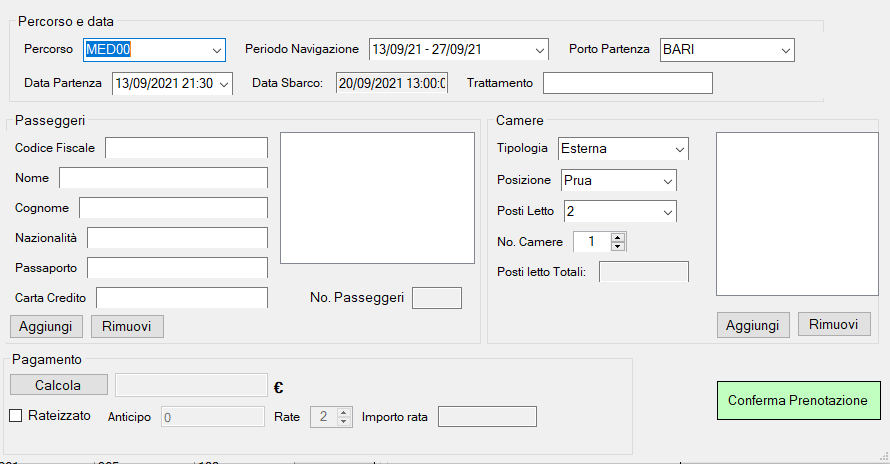 Percorso e data
Percorso MED00 Periodo Navigazione 13/09/21 - 27/09/21 Porto Partenza BARI
Data Partenza 13/09/2021 21:30 Data Sbarco: 20/09/2021 13:00:0 Trattamento
Passeggeri
Codice Fiscale
Nome
Cognome
Nazionalità
Passaporto
Carta Credito
No. Passeggeri
Aggiungi Rimuovi
Camere
Tipologia Esterna
Posizione Prua
Posti Letto 2
No. Camere 1
Posti letto Totali:
Aggiungi Rimuovi
Pagamento
Calcola €
Rateizzato Anticipo 0 Rate 2 Importo rata
Conferma Prenotazione